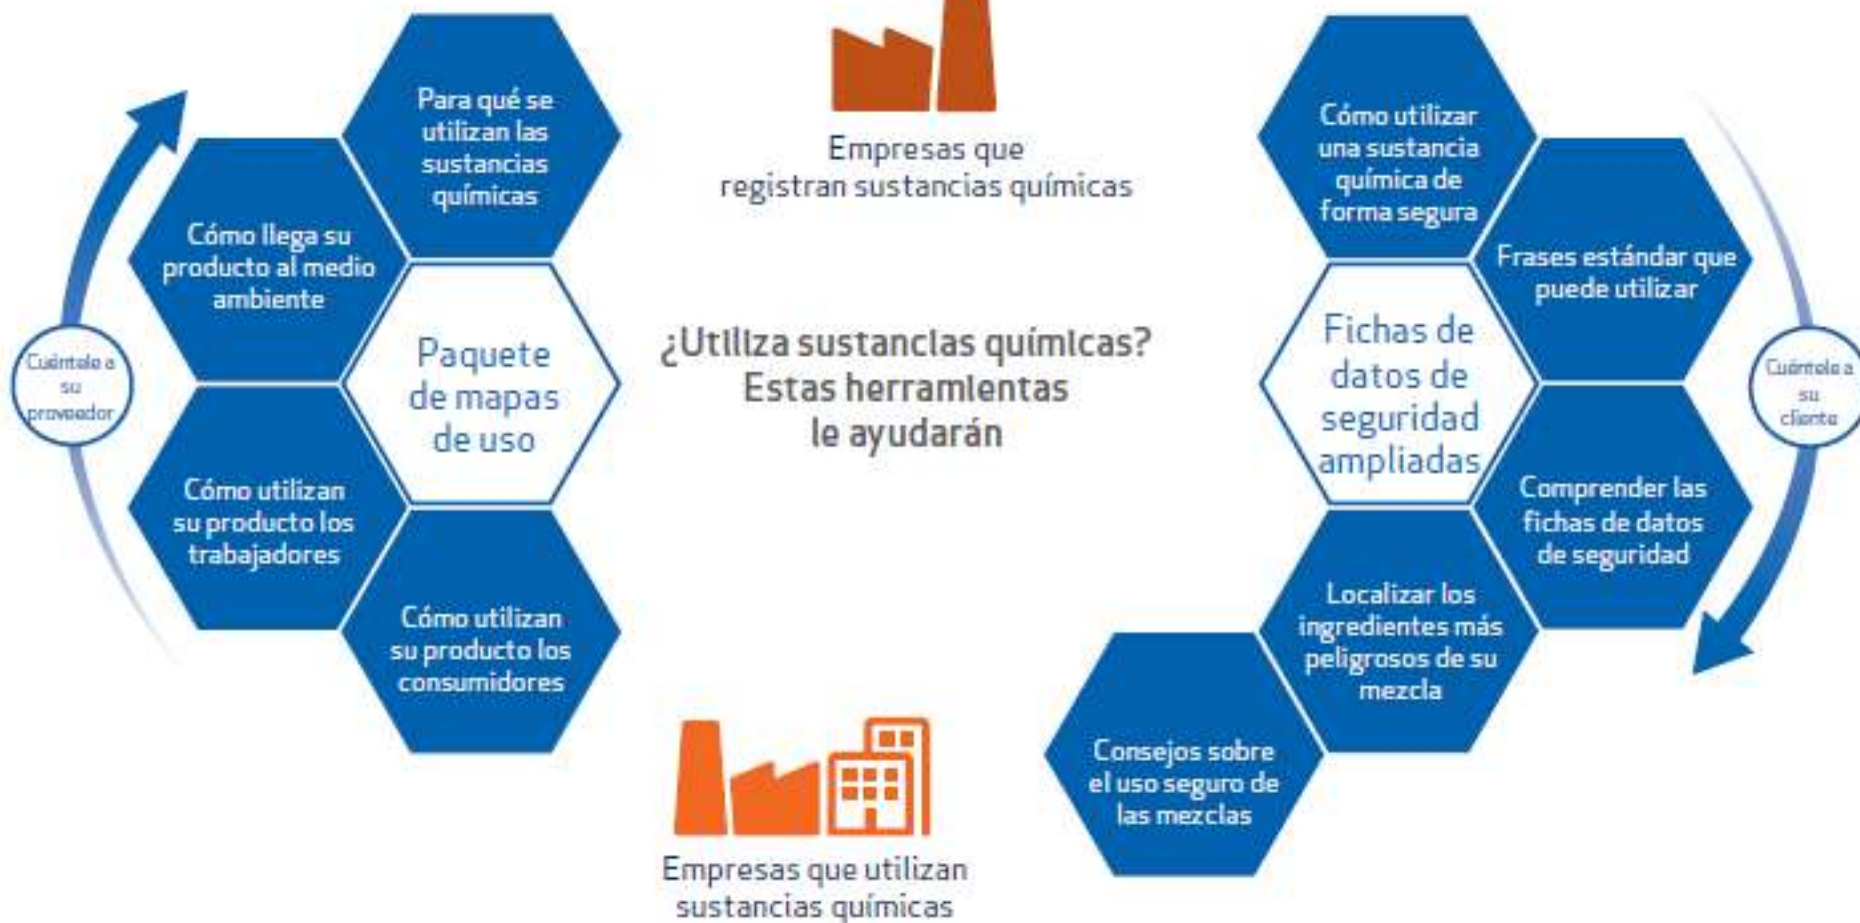 Para qué se
utilizan las
sustancias
químicas
Cómo llega su
producto al medio
ambiente
Cuéntele a
su
proveedor
Paquete
de mapas
de uso
Cómo utilizan
su producto los
trabajadores
Cómo utilizan
su producto los
consumidores
Empresas que
registran sustancias químicas
¿Utiliza sustancias químicas?
Estas herramientas
le ayudarán
Empresas que utilizan
sustancias químicas
Cómo utilizar
una sustancia
química de
forma segura
Frases estándar que
puede utilizar
Fichas de
datos de
seguridad
ampliadas
Cuéntele a
su
cliente
Comprender las
fichas de datos
de seguridad
Localizar los
ingredientes más
peligrosos de su
mezcla
Consejos sobre
el uso seguro de
las mezclas